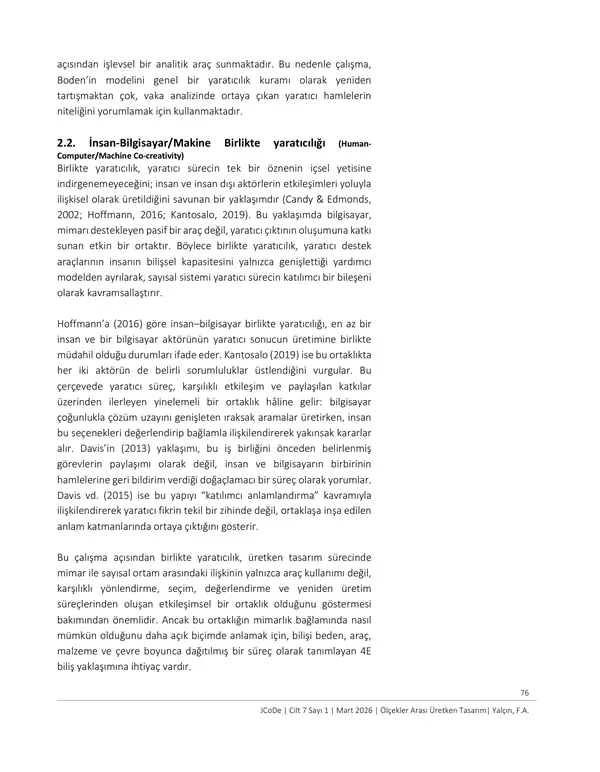 açısından işlevsel bir analitik araç sunmaktadır. Bu nedenle çalışma,
Boden’in modelini genel bir yaratıcılık kuramı olarak yeniden
tartışmaktan çok, vaka analizinde ortaya çıkan yaratıcı hamlelerin
niteliğini yorumlamak için kullanmaktadır.
2.2. İnsan-Bilgisayar/Makine Birlikte yaratıcılığı (Human-
Computer/Machine Co-creativity)
Birlikte yaratıcılık, yaratıcı sürecin tek bir öznenin içsel yetisine
indirgenemeyeceğini; insan ve insan dışı aktörlerin etkileşimleri yoluyla
ilişkisel olarak üretildiğini savunan bir yaklaşımdır (Candy & Edmonds,
2002; Hoffmann, 2016; Kantosalo, 2019). Bu yaklaşımda bilgisayar,
mimarı destekleyen pasif bir araç değil, yaratıcı çıktının oluşumuna katkı
sunan etkin bir ortaktır. Böylece birlikte yaratıcılık, yaratıcı destek
araçlarının insanın bilişsel kapasitesini yalnızca genişlettiği yardımcı
modelden ayrılarak, sayısal sistemi yaratıcı sürecin katılımcı bir bileşeni
olarak kavramsallaştırır.
Hoffmann’a (2016) göre insan–bilgisayar birlikte yaratıcılığı, en az bir
insan ve bir bilgisayar aktörünün yaratıcı sonucun üretimine birlikte
müdahil olduğu durumları ifade eder. Kantosalo (2019) ise bu ortaklıkta
her iki aktörün de belirli sorumluluklar üstlendiğini vurgular. Bu
çerçevede yaratıcı süreç, karşılıklı etkileşim ve paylaşılan katkılar
üzerinden ilerleyen yinelemeli bir ortaklık hâline gelir: bilgisayar
çoğunlukla çözüm uzayını genişleten ıraksak aramalar üretirken, insan
bu seçenekleri değerlendirip bağlamla ilişkilendirerek yakınsak kararlar
alır. Davis’in (2013) yaklaşımı, bu iş birliğini önceden belirlenmiş
görevlerin paylaşımı olarak değil, insan ve bilgisayarın birbirinin
hamlelerine geri bildirim verdiği doğaçlamacı bir süreç olarak yorumlar.
Davis vd. (2015) ise bu yapıyı “katılımcı anlamlandırma” kavramıyla
ilişkilendirerek yaratıcı fikrin tekil bir zihinde değil, ortaklaşa inşa edilen
anlam katmanlarında ortaya çıktığını gösterir.
Bu çalışma açısından birlikte yaratıcılık, üretken tasarım sürecinde
mimar ile sayısal ortam arasındaki ilişkinin yalnızca araç kullanımı değil,
karşılıklı yönlendirme, seçim, değerlendirme ve yeniden üretim
süreçlerinden oluşan etkileşimsel bir ortaklık olduğunu göstermesi
bakımından önemlidir. Ancak bu ortaklığın mimarlık bağlamında nasıl
mümkün olduğunu daha açık biçimde anlamak için, bilişi beden, araç,
malzeme ve çevre boyunca dağıtılmış bir süreç olarak tanımlayan 4E
biliş yaklaşımına ihtiyaç vardır.
76
JCoDe | Cilt 7 Sayı 1 | Mart 2026 | Ölçekler Arası Üretken Tasarım| Yalçın, F.A.